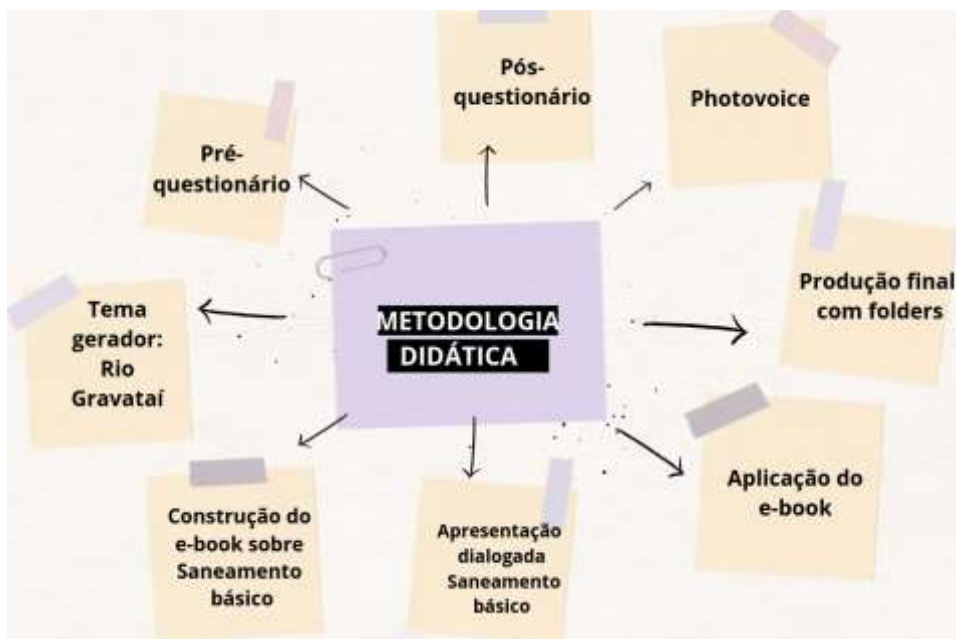 Pós-
questionário
Photovoice
Pré-
questionário
Produção final
com folders
Tema
gerador:
Rio
Gravataí
METODOLOGIA
DIDÁTICA
Aplicação do
e-book
Construção do
e-book sobre
Saneamento
básico
Apresentação
dialogada
Saneamento
básico